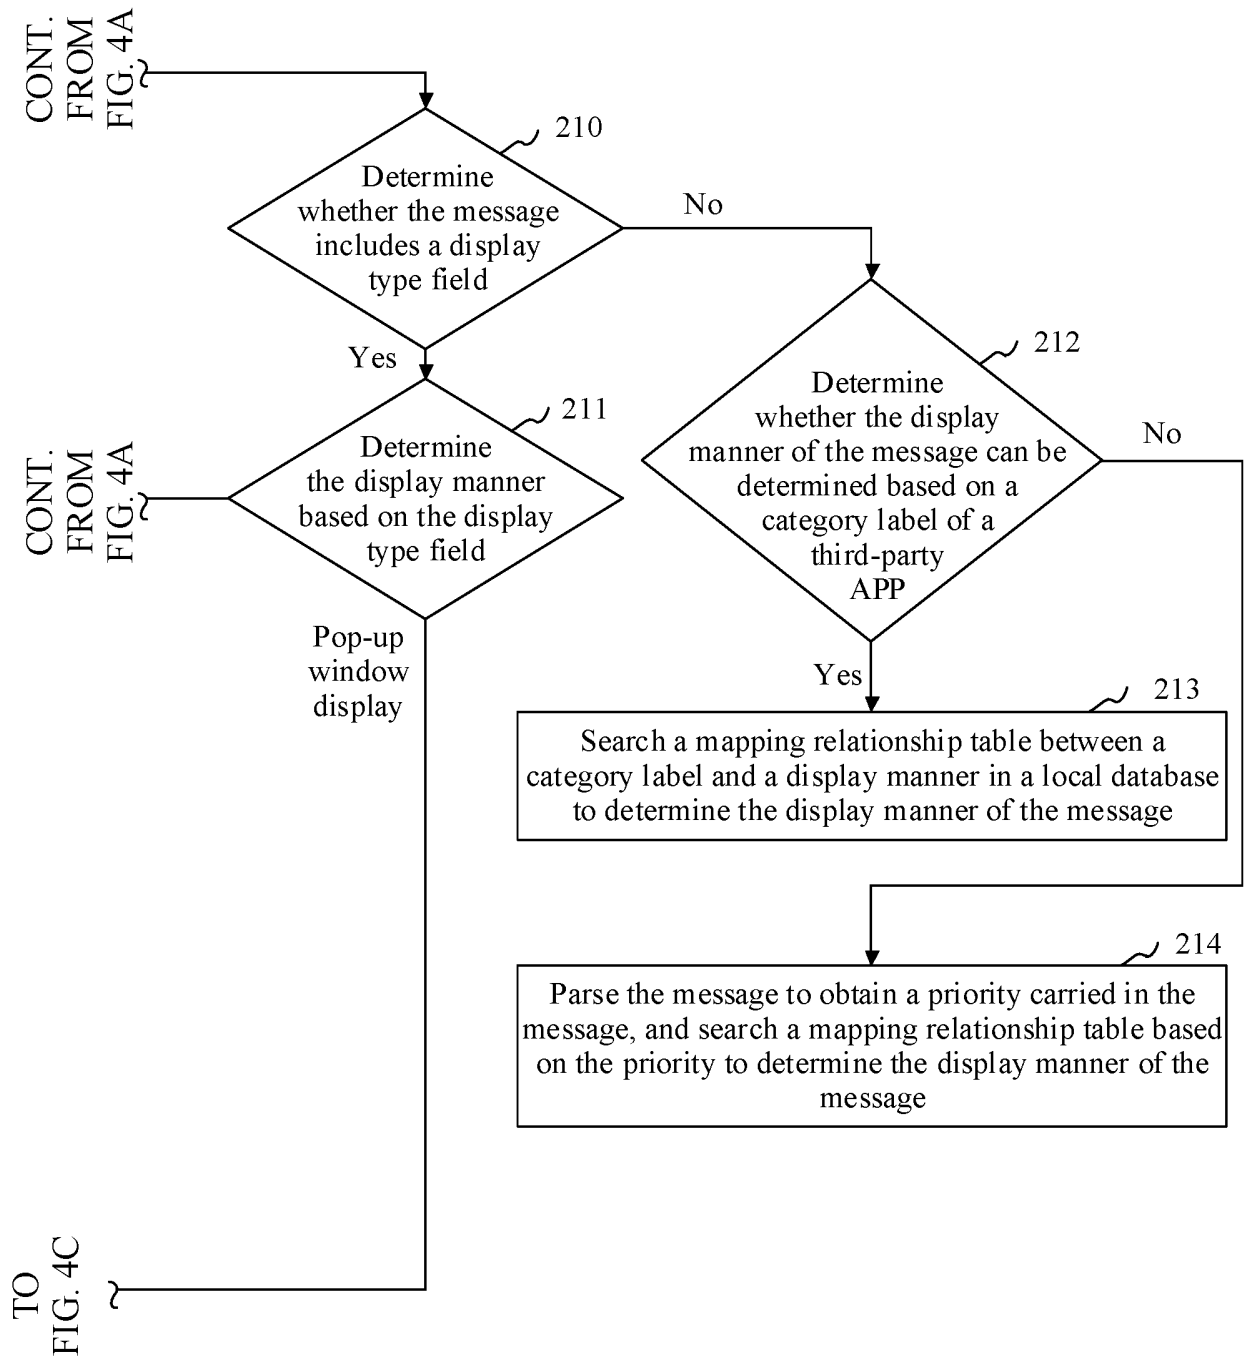 CONT.
FROM
FIG. 4A
210
Determine
whether the message
includes a display
type field
No
Yes
212
Determine
whether the display
manner of the message can be
determined based on a
category label of a
third-party
APP
No
Yes
CONT.
FROM
FIG. 4A
211
Determine
the display manner
based on the display
type field
Pop-up
window
display
213
Search a mapping relationship table between a
category label and a display manner in a local database
to determine the display manner of the message
214
Parse the message to obtain a priority carried in the
message, and search a mapping relationship table based
on the priority to determine the display manner of the
message
TO
FIG. 4C